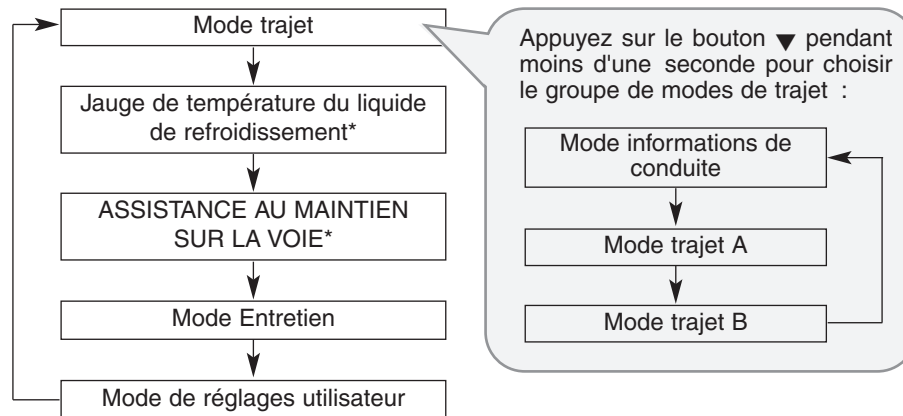 Mode trajet
Jauge de température du liquide
de refroidissement*
ASSISTANCE AU MAINTIEN
SUR LA VOIE*
Mode Entretien
Mode de réglages utilisateur
Appuyez sur le bouton ▼ pendant
moins d'une seconde pour choisir
le groupe de modes de trajet :
Mode informations de
conduite
Mode trajet A
Mode trajet B